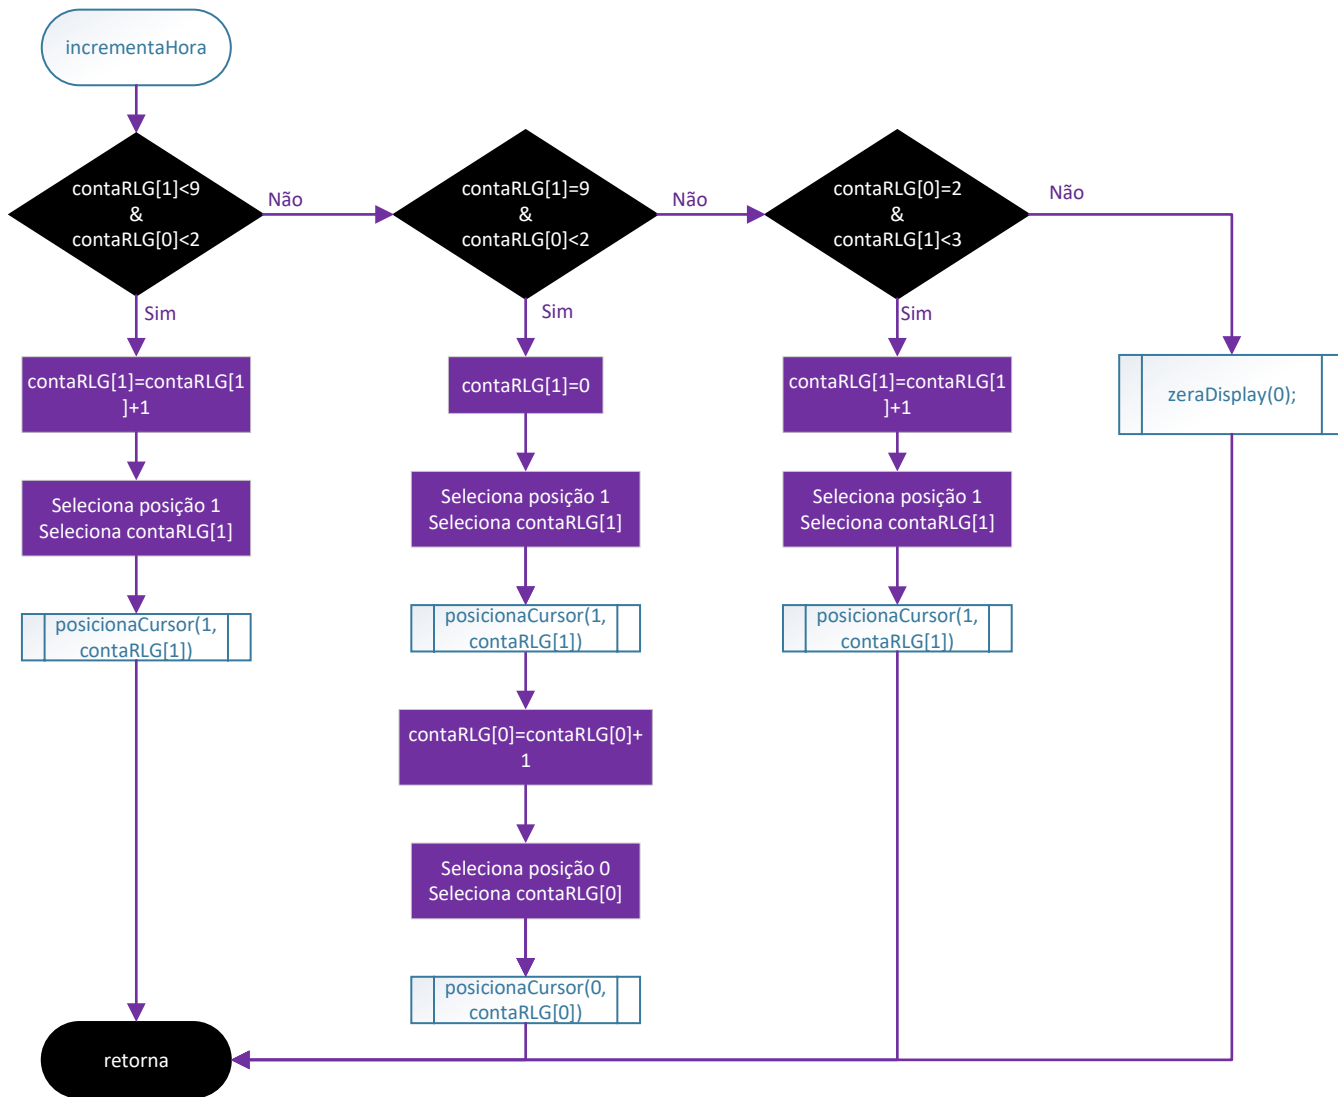 incrementaHora
contaRLG[1]<9
&
contaRLG[0]<2
Não
Sim
contaRLG[1]=contaRLG[1
]+1
Seleciona posição 1
Seleciona contaRLG[1]
posicionaCursor(1,
contaRLG[1])
retorna
contaRLG[1]=9
&
contaRLG[0]<2
Não
Sim
contaRLG[1]=0
Seleciona posição 1
Seleciona contaRLG[1]
posicionaCursor(1,
contaRLG[1])
contaRLG[0]=contaRLG[0]+
1
Seleciona posição 0
Seleciona contaRLG[0]
posicionaCursor(0,
contaRLG[0])
contaRLG[0]=2
&
contaRLG[1]<3
Não
Sim
contaRLG[1]=contaRLG[1
]+1
Seleciona posição 1
Seleciona contaRLG[1]
posicionaCursor(1,
contaRLG[1])
zeraDisplay(0);